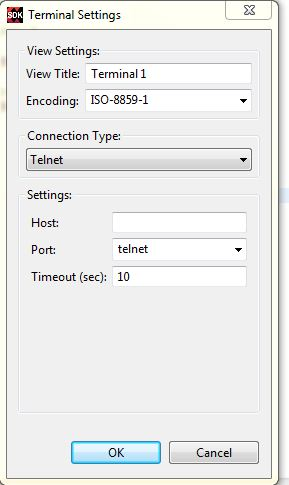 SDK Terminal Settings
View Settings:
View Title: Terminal 1
Encoding: ISO-8859-1
Connection Type:
Telnet
Settings:
Host:
Port: telnet
Timeout (sec): 10
OK Cancel